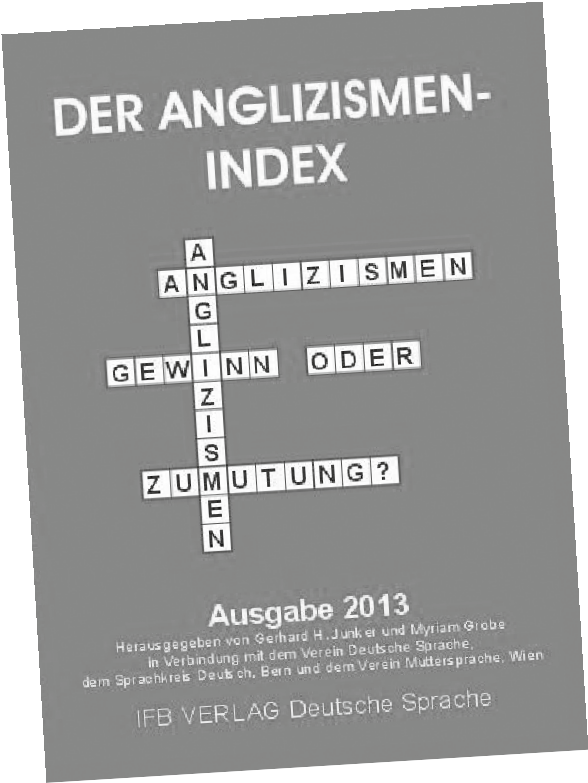 DER ANGLIZISMEN-
INDEX
ANGLIZISMEN
ANGLIZISMEN
GEWINN ODER
ZUMUTUNG?
Ausgabe 2013
Herausgegeben von Gerhard H. Junker und Myriam Grobe
in Verbindung mit dem Verein Deutsche Sprache,
dem Sprachkreis Deutsch, Bern und dem Verein Muttersprache, Wien
IFB VERLAG Deutsche Sprache